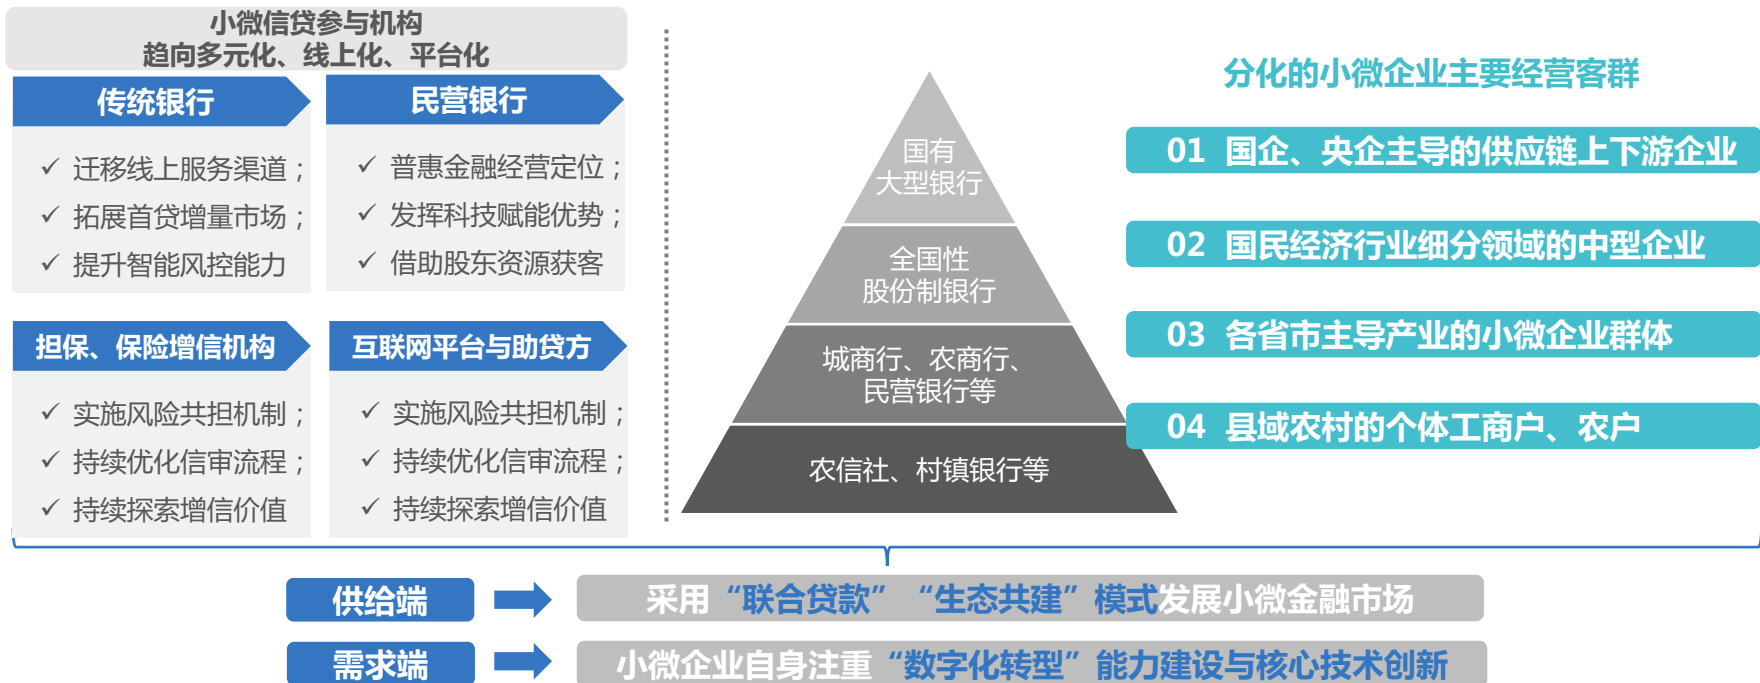 小微信贷参与机构
趋向多元化、线上化、平台化
传统银行
✓ 迁移线上服务渠道；
✓ 拓展首贷增量市场；
✓ 提升智能风控能力
民营银行
✓ 普惠金融经营定位；
✓ 发挥科技赋能优势；
✓ 借助股东资源获客
担保、保险增信机构
✓ 实施风险共担机制；
✓ 持续优化信审流程；
✓ 持续探索增信价值
互联网平台与助贷方
✓ 实施风险共担机制；
✓ 持续优化信审流程；
✓ 持续探索增信价值
国有
大型银行
全国性
股份制银行
城商行、农商行、
民营银行等
农信社、村镇银行等
分化的小微企业主要经营客群
01 国企、央企主导的供应链上下游企业
02 国民经济行业细分领域的中型企业
03 各省市主导产业的小微企业群体
04 县域农村的个体工商户、农户
供给端
采用“联合贷款”“生态共建”模式发展小微金融市场
需求端
小微企业自身注重“数字化转型”能力建设与核心技术创新